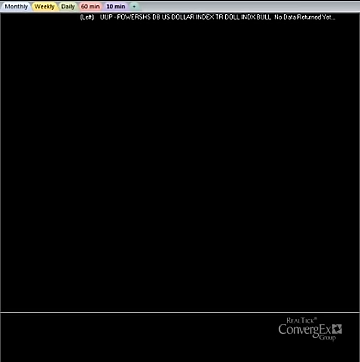 Monthly Weekly Daily 60 min 10 min +
(Left) UUP - POWERSHS DB US DOLLAR INDEX TR DOLL INDX BULL No Data Returned Yet...
REALTICK®
ConvergEx
Group